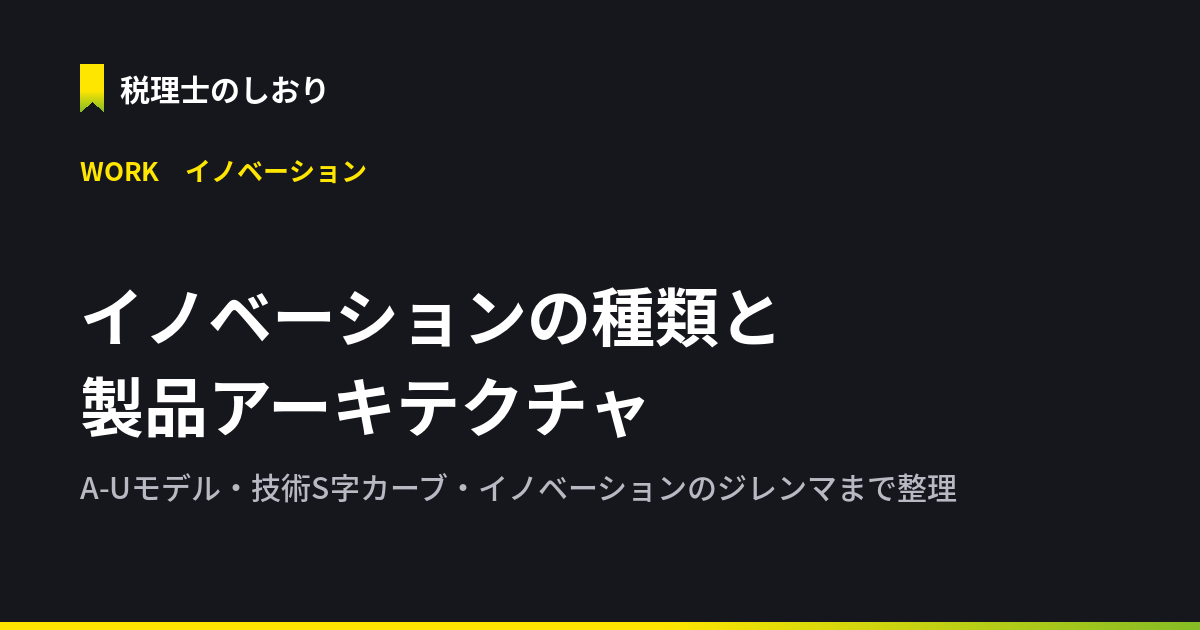 税理士のしおり
WORK イノベーション
イノベーションの種類と
製品アーキテクチャ
A-Uモデル・技術S字カーブ・イノベーションのジレンマまで整理